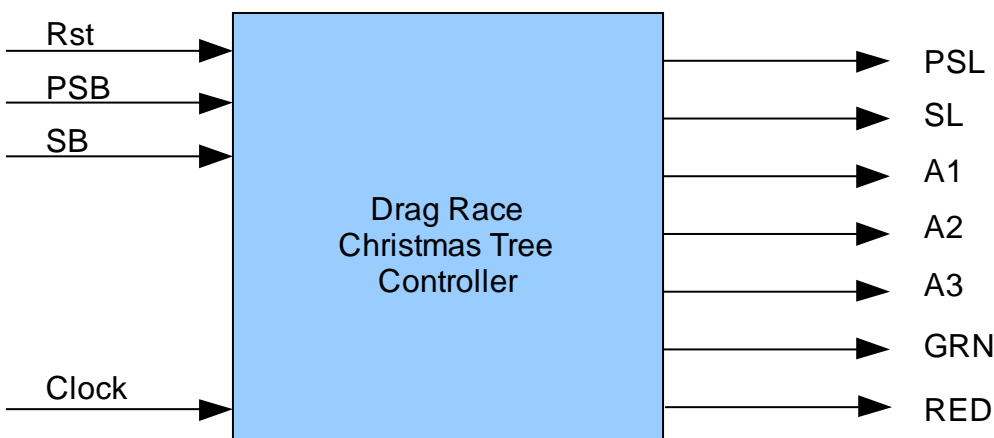 Rst
PSB
SB
Clock
Drag Race
Christmas Tree
Controller
PSL
SL
A1
A2
A3
GRN
RED